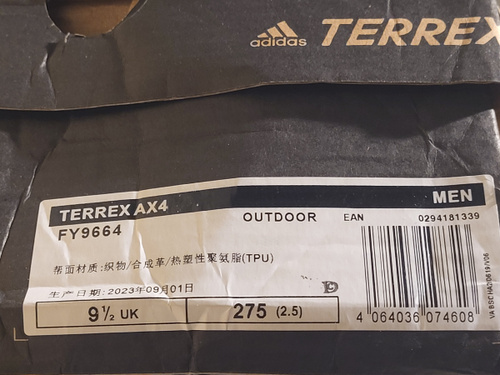 adidas TERREX
TERREX AX4 MEN
FY9664 OUTDOOR EAN 0294181339
帮面材质:织物/合成革/热塑性聚氨脂(TPU)
生产日期:2023年09月01日
9½ UK 275 (2.5)
4 064036 074608